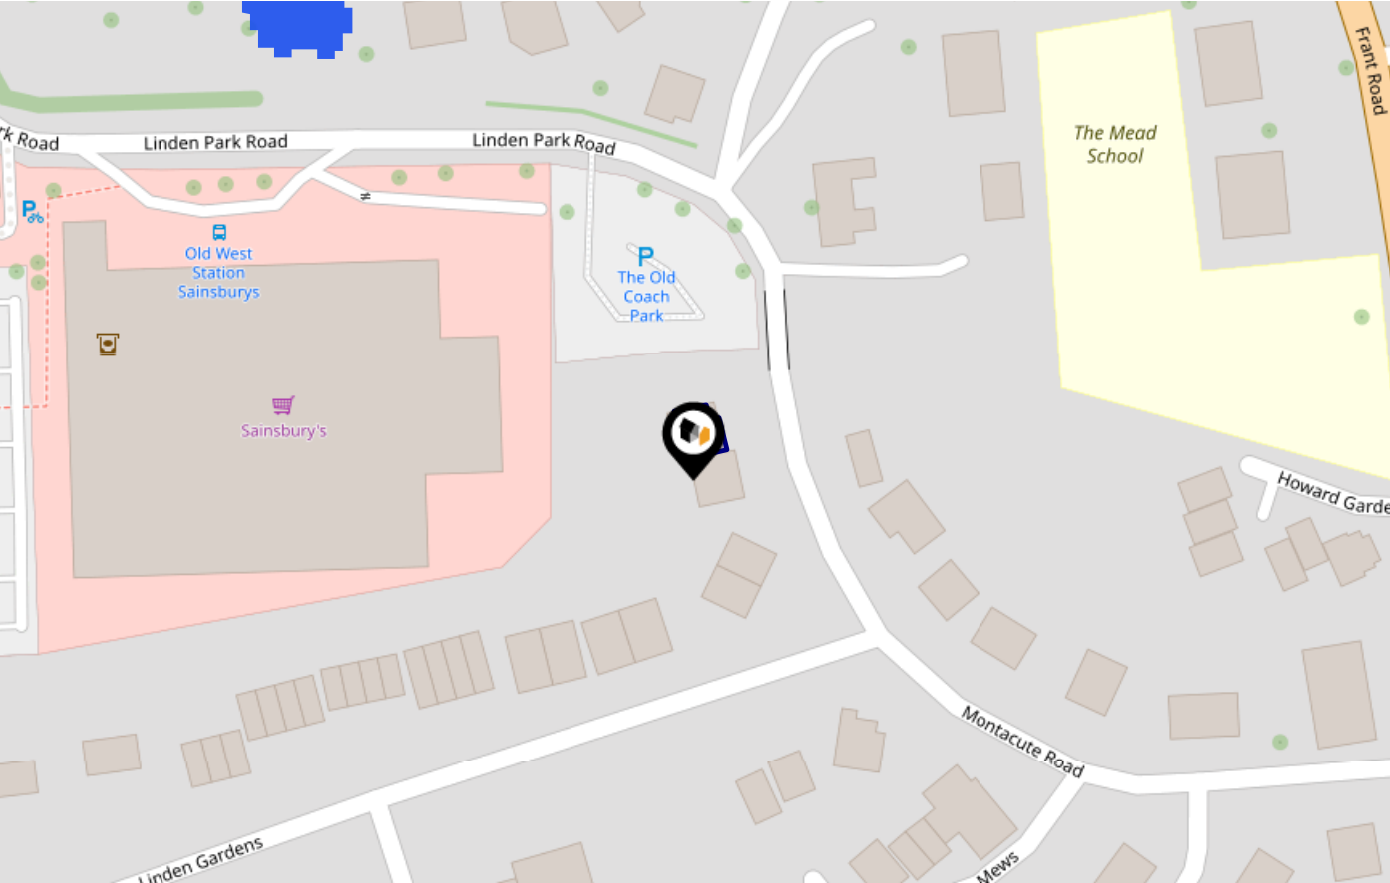 Frant Road
rk Road
Linden Park Road
Linden Park Road
The Mead
School
P
P
Old West
Station
Sainsburys
The Old
Coach
Park
≠
Sainsbury's
Howard Garde
Montacute Road
Linden Gardens
Mews